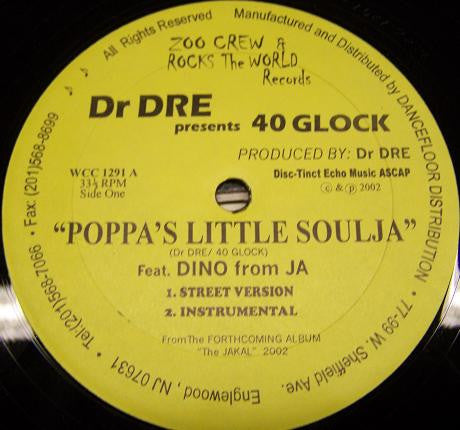 All Rights Reserved
Manufactured and Distributed by DANCEFLOOR DISTRIBUTION • 77-99 W. Sheffield Ave.
Englewood, NJ 07631 • Tel:(201)568-7066 • Fax: (201)568-8699
ZOO CREW &
ROCKS The WORLD
Records
Dr DRE
presents 40 GLOCK
PRODUCED BY: Dr DRE
WCC 1291 A
33⅓ RPM
Side One
Disc-Tinct Echo Music ASCAP
© & ℗ 2002
"POPPA'S LITTLE SOULJA"
(Dr DRE/ 40 GLOCK)
Feat. DINO from JA
1. STREET VERSION
2. INSTRUMENTAL
From The FORTHCOMING ALBUM
"The JAKAL" 2002